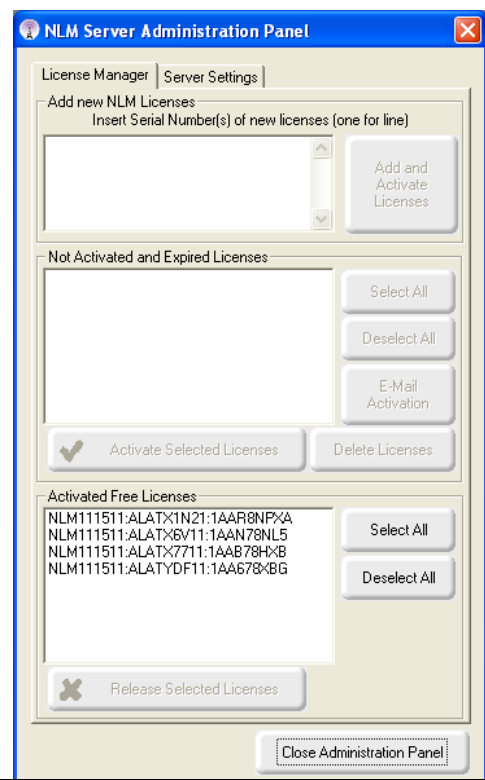 NLM Server Administration Panel
License Manager
Server Settings
Add new NLM Licenses
Insert Serial Number(s) of new licenses (one for line)
Add and
Activate
Licenses
Not Activated and Expired Licenses
Select All
Deselect All
E-Mail
Activation
Activate Selected Licenses
Delete Licenses
Activated Free Licenses
NLM111511:ALATX1N21:1AAR8NPXA
NLM111511:ALATX6V11:1AAN78NL5
NLM111511:ALATX7711:1AAB78HXB
NLM111511:ALATYDF11:1AA678XBG
Select All
Deselect All
Release Selected Licenses
Close Administration Panel